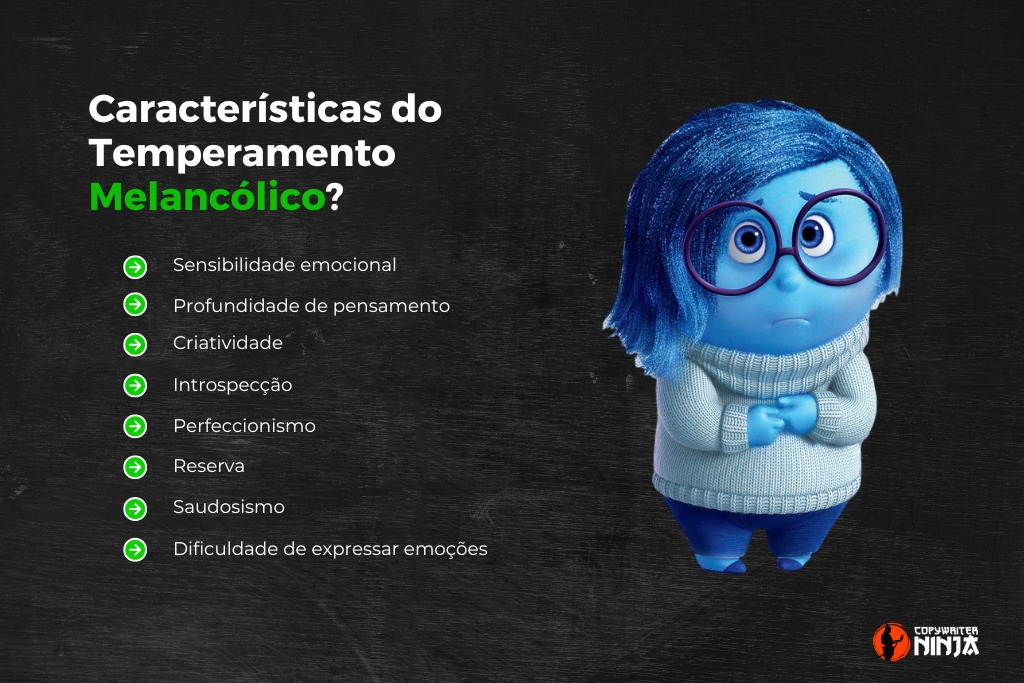 Características do
Temperamento
Melancólico?
Sensibilidade emocional
Profundidade de pensamento
Criatividade
Introspecção
Perfeccionismo
Reserva
Saudosismo
Dificuldade de expressar emoções
COPYWRITER
NINJA